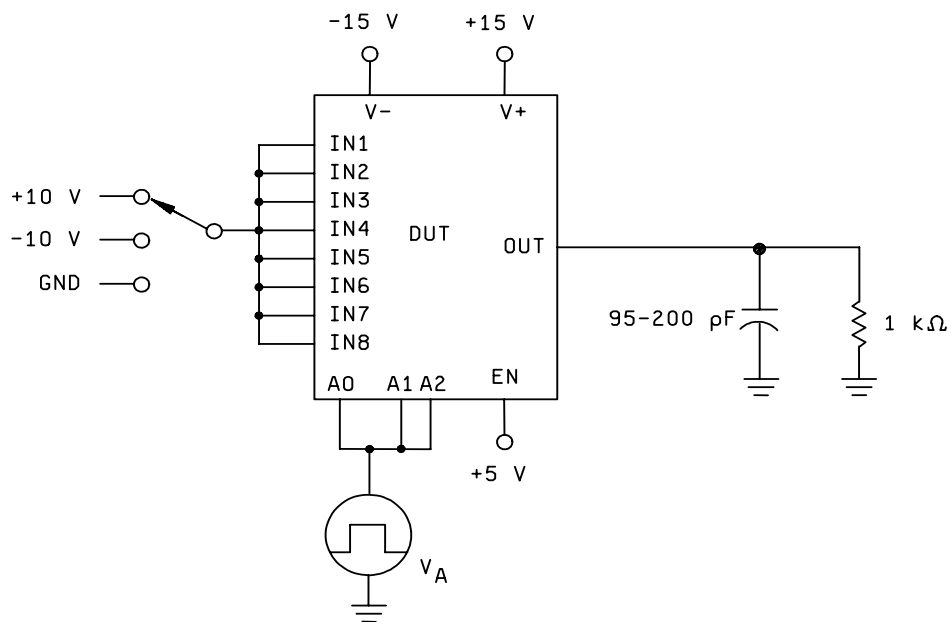 -15 V
+15 V
V-
V+
IN1
IN2
IN3
IN4
IN5
IN6
IN7
IN8
+10 V
-10 V
GND
DUT
OUT
95-200 pF
1 kΩ
A0
A1
A2
EN
+5 V
VA